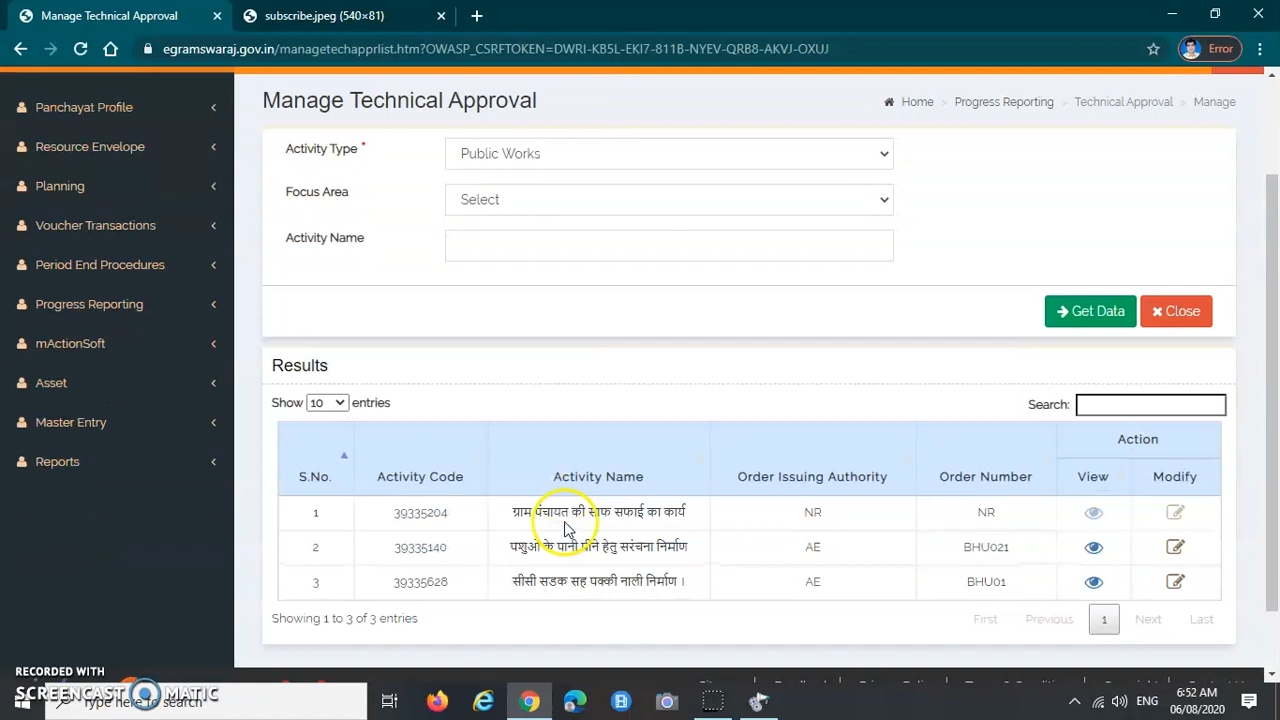 Manage Technical Approval
subscribe.jpeg (540×81)
egramswaraj.gov.in/managetechapprlist.htm?OWASP_CSRFTOKEN=DWRI-KB5L-EKI7-811B-NYEV-QRB8-AKVJ-OXUJ
Error
Panchayat Profile
Resource Envelope
Planning
Voucher Transactions
Period End Procedures
Progress Reporting
mActionSoft
Asset
Master Entry
Reports
Manage Technical Approval
Home > Progress Reporting > Technical Approval > Manage
Activity Type * Public Works
Focus Area Select
Activity Name
Get Data Close
Results
Show 10 entries Search:
Action
S.No. Activity Code Activity Name Order Issuing Authority Order Number View Modify
1 39335204 ग्राम पंचायत की साफ सफाई का कार्य NR NR
2 39335140 पशुओ के पानी पीने हेतु सरंचना निर्माण AE BHU021
3 39335628 सीसी सडक सह पक्की नाली निर्माण । AE BHU01
Showing 1 to 3 of 3 entries First Previous 1 Next Last
RECORDED WITH
SCREENCAST MATIC
Type here to search
ENG
6:52 AM
06/08/2020